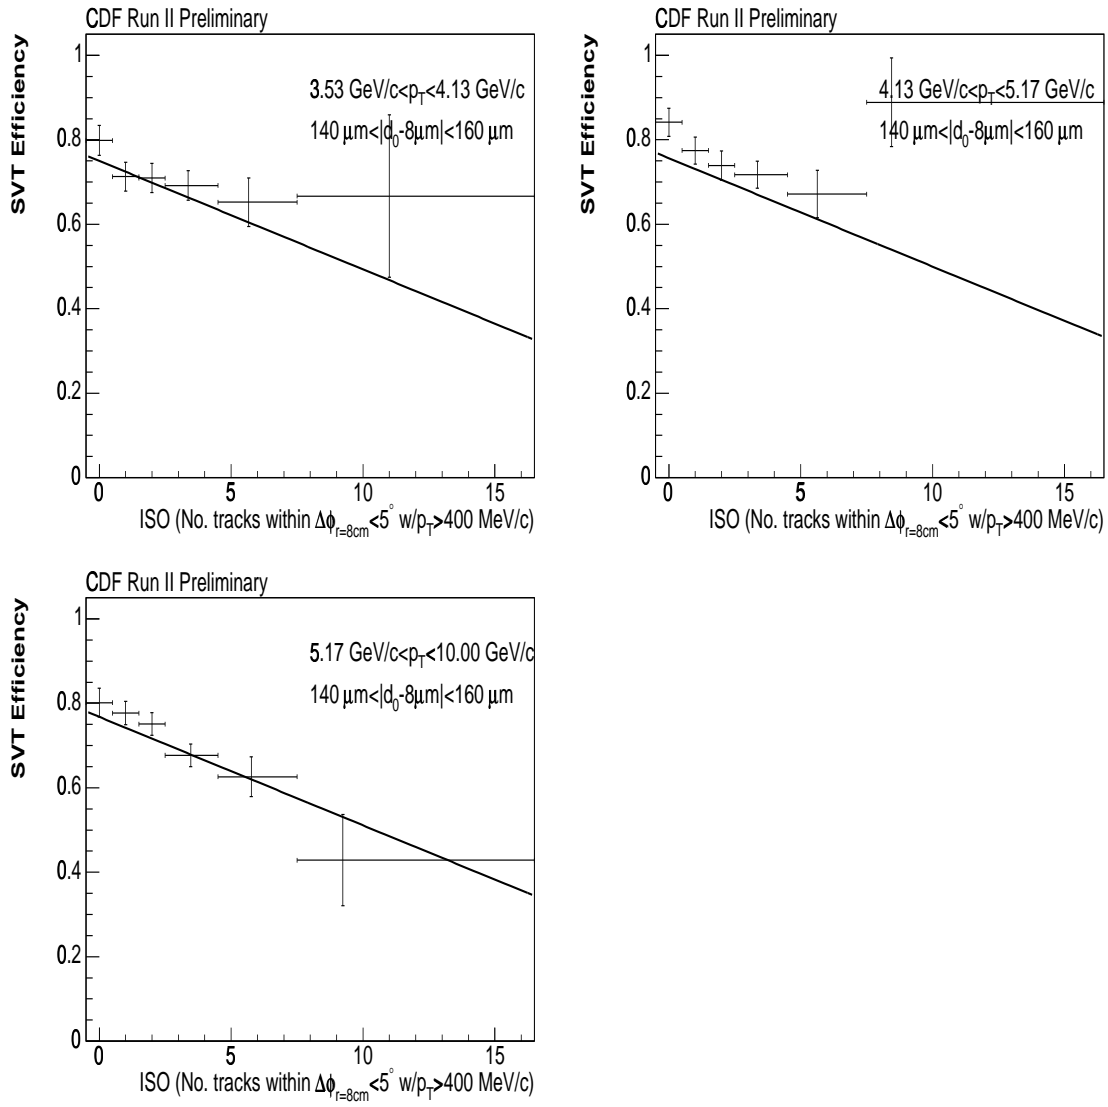 CDF Run II Preliminary
SVT Efficiency
3.53 GeV/c<p_T<4.13 GeV/c
140 μm<|d_0-8μm|<160 μm
1
0.8
0.6
0.4
0.2
0
0 5 10 15
ISO (No. tracks within Δϕ_r=8cm<5° w/p_T>400 MeV/c)
CDF Run II Preliminary
SVT Efficiency
4.13 GeV/c<p_T<5.17 GeV/c
140 μm<|d_0-8μm|<160 μm
1
0.8
0.6
0.4
0.2
0
0 5 10 15
ISO (No. tracks within Δϕ_r=8cm<5° w/p_T>400 MeV/c)
CDF Run II Preliminary
SVT Efficiency
5.17 GeV/c<p_T<10.00 GeV/c
140 μm<|d_0-8μm|<160 μm
1
0.8
0.6
0.4
0.2
0
0 5 10 15
ISO (No. tracks within Δϕ_r=8cm<5° w/p_T>400 MeV/c)